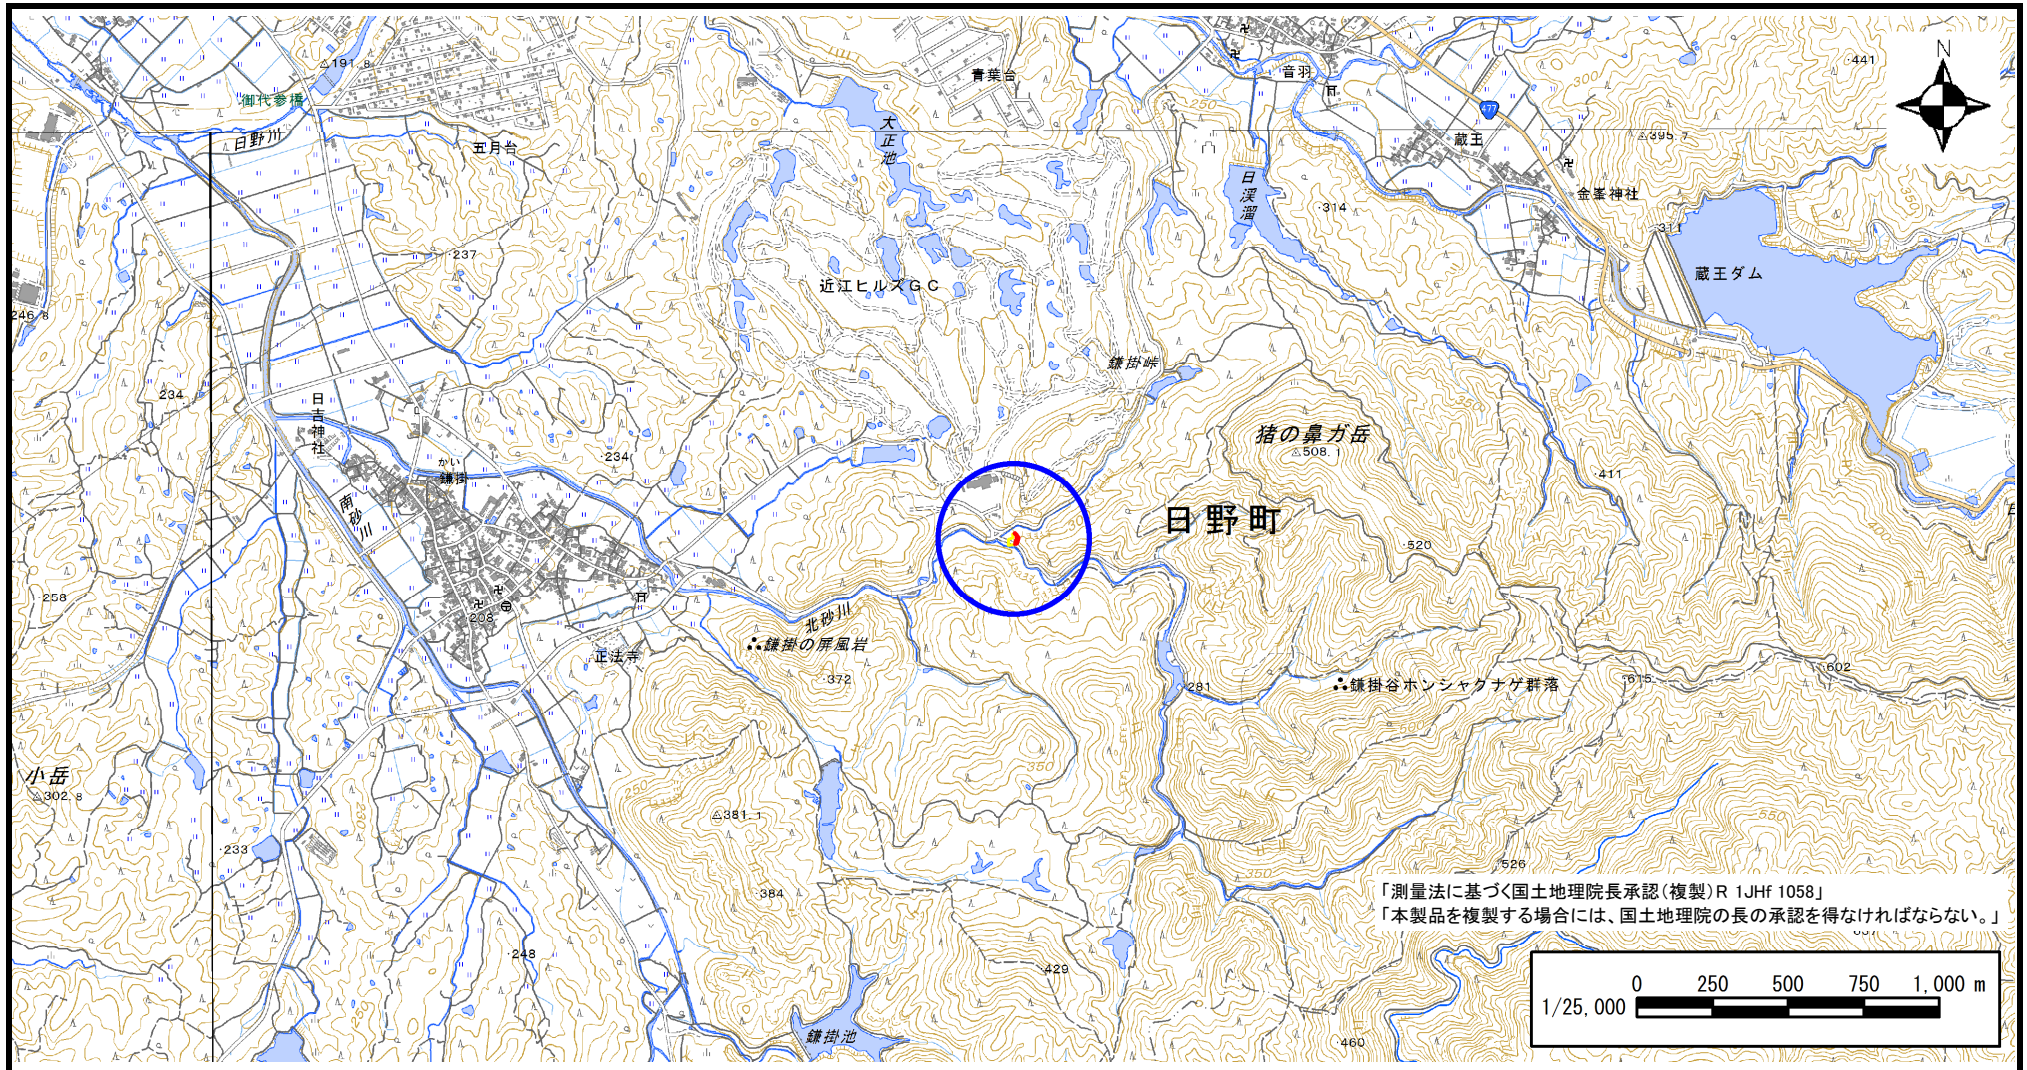 N
441
191.8
御代参橋
日野川
五月台
青葉台
大正池
音羽
477
蔵王
395.7
300
350
250
金峯神社
日渓溜
314
311
蔵王ダム
237
近江ヒルズGC
246.8
鎌掛峠
234
日吉神社
かい
鎌掛
234
猪の鼻ガ岳
508.1
411
南砂川
日野町
520
258
208
北砂川
鎌掛の屏風岩
正法寺
372
281
鎌掛谷ホンシャクナゲ群落
615
602
小岳
302.8
350
250
381.1
550
233
384
526
350
248
429
460
鎌掛池
「測量法に基づく国土地理院長承認(複製)R 1JHf 1058」
「本製品を複製する場合には、国土地理院の長の承認を得なければならない。」
1/25,000
0 250 500 750 1,000 m